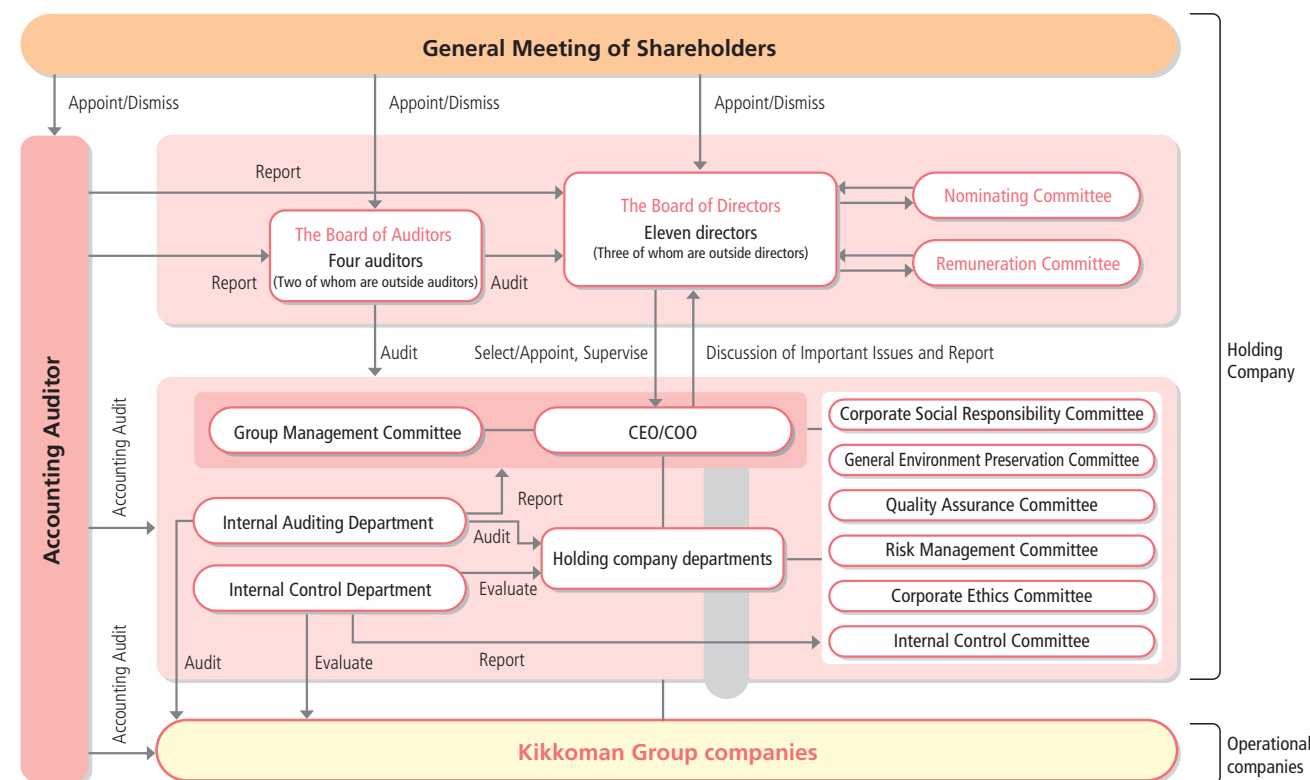 General Meeting of Shareholders
Appoint/Dismiss
Appoint/Dismiss
Appoint/Dismiss
Accounting Auditor
Report
The Board of Directors
Eleven directors
(Three of whom are outside directors)
Nominating Committee
Remuneration Committee
The Board of Auditors
Four auditors
(Two of whom are outside auditors)
Report
Audit
Holding
Company
Audit
Select/Appoint, Supervise
Discussion of Important Issues and Report
Accounting Audit
Group Management Committee
CEO/COO
Corporate Social Responsibility Committee
General Environment Preservation Committee
Quality Assurance Committee
Risk Management Committee
Corporate Ethics Committee
Internal Control Committee
Report
Internal Auditing Department
Audit
Holding company departments
Internal Control Department
Evaluate
Accounting Audit
Audit
Evaluate
Report
Kikkoman Group companies
Operational
companies